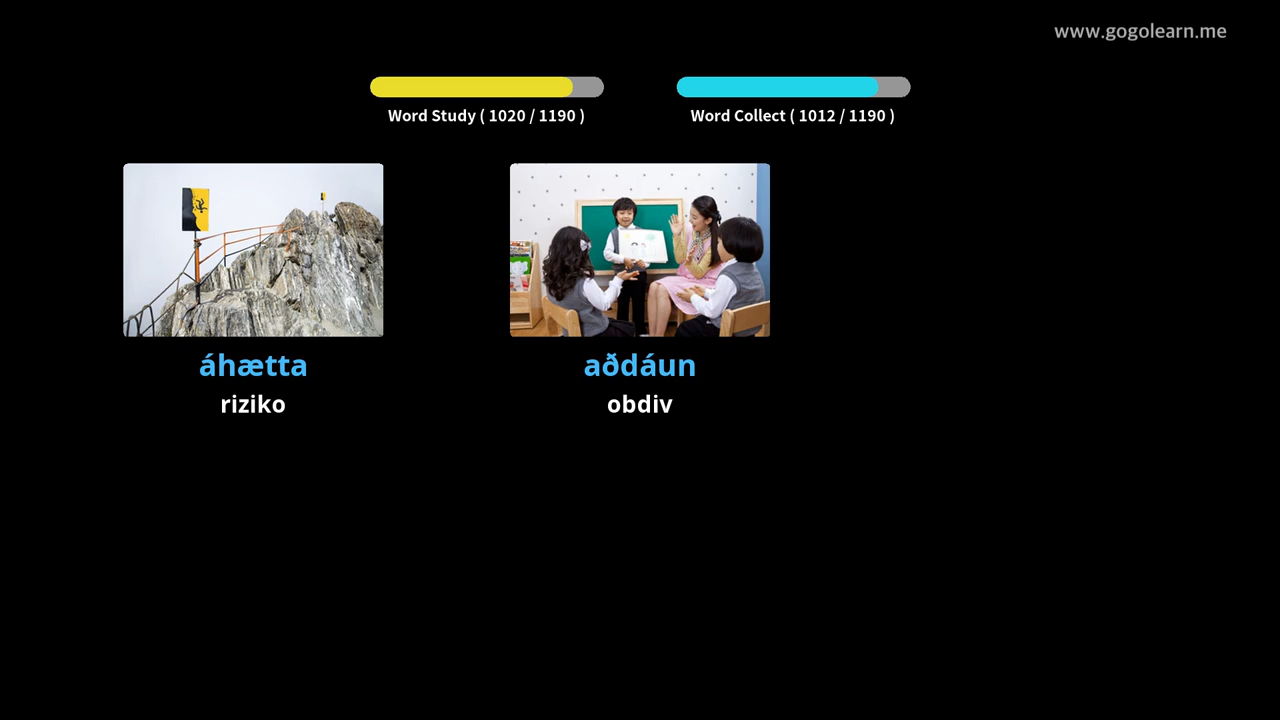 www.gogolearn.me
Word Study ( 1020 / 1190 )
Word Collect ( 1012 / 1190 )
áhætta
riziko
aðdáun
obdiv